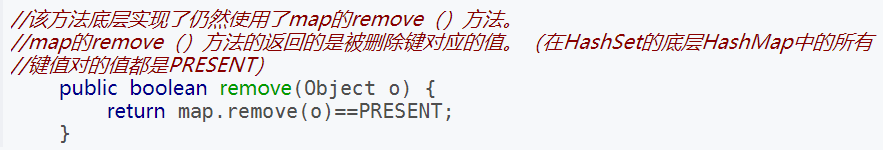 //该方法底层实现了仍然使用了map的remove（）方法。
//map的remove（）方法的返回的是被删除键对应的值。（在HashSet的底层HashMap中的所有
//键值对的值都是PRESENT）
public boolean remove(Object o) {
return map.remove(o)==PRESENT;
}